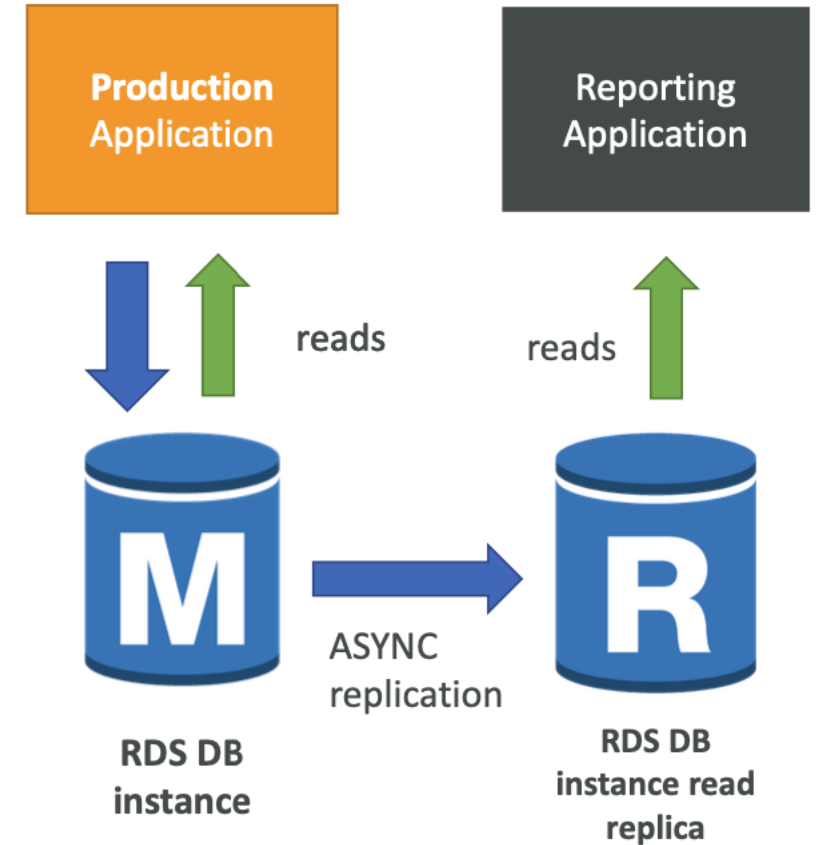 Production
Application
Reporting
Application
reads
reads
M
R
ASYNC
replication
RDS DB
instance
RDS DB
instance read
replica